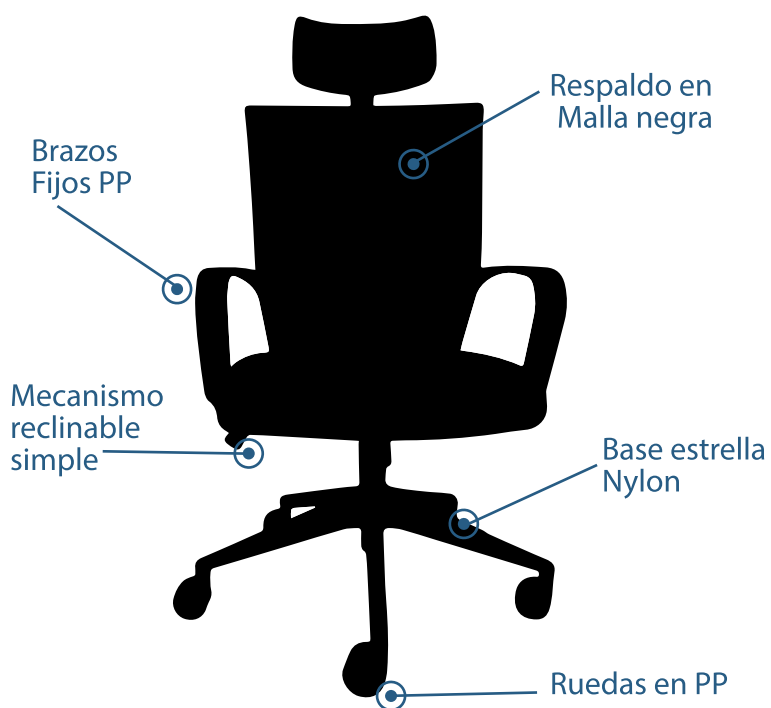 Respaldo en
Malla negra
Brazos
Fijos PP
Mecanismo
reclinable
simple
Base estrella
Nylon
Ruedas en PP